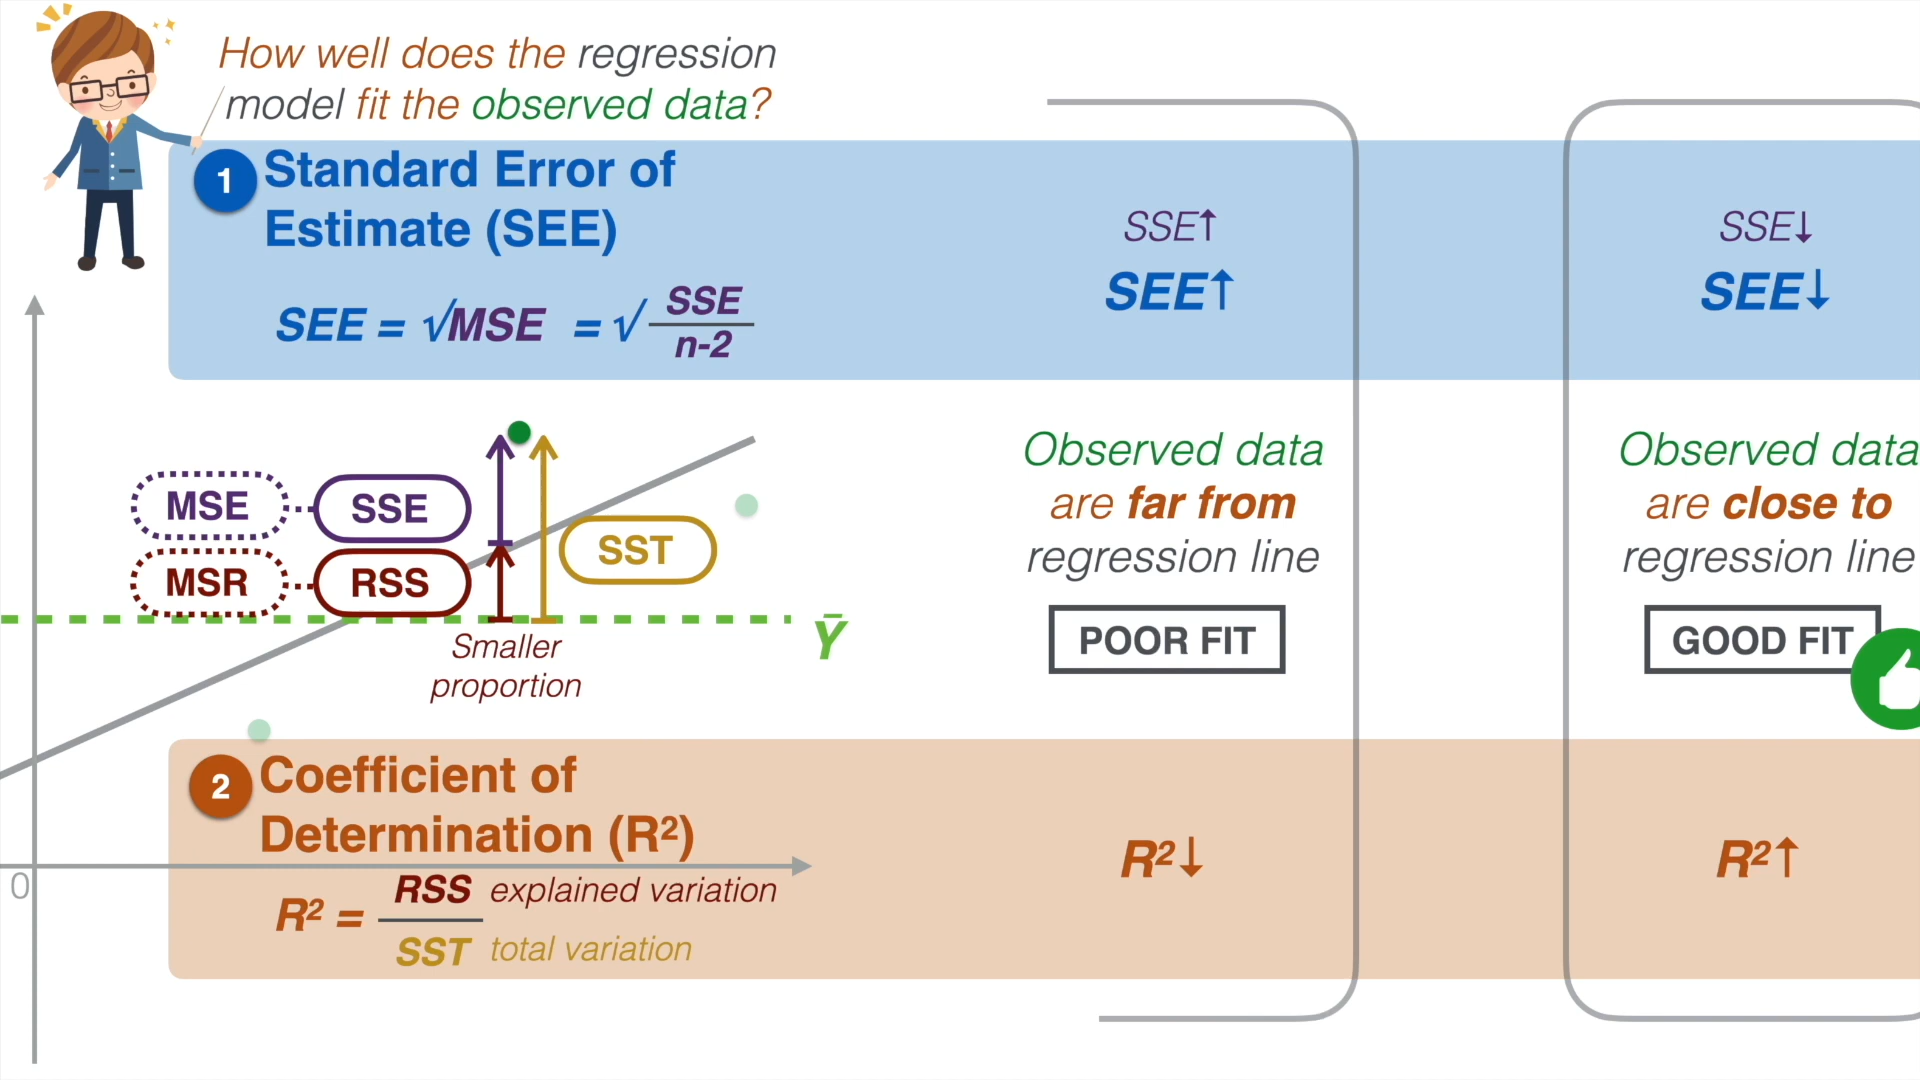 How well does the regression
model fit the observed data?
1 Standard Error of
Estimate (SEE)
SEE = √MSE = √ SSE
n-2
SSE↑
SEE↑
SSE↓
SEE↓
MSE SSE
MSR RSS
SST
Ȳ
Smaller
proportion
Observed data
are far from
regression line
POOR FIT
Observed data
are close to
regression line
GOOD FIT
2 Coefficient of
Determination (R²)
0
R² = RSS explained variation
SST total variation
R²↓
R²↑